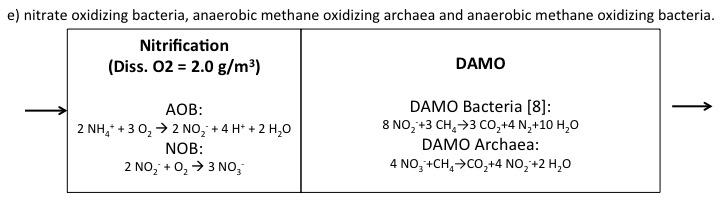 e) nitrate oxidizing bacteria, anaerobic methane oxidizing archaea and anaerobic methane oxidizing bacteria.
Nitrification
(Diss. O2 = 2.0 g/m³)
AOB:
2 NH₄⁺ + 3 O₂ → 2 NO₂⁻ + 4 H⁺ + 2 H₂O
NOB:
2 NO₂⁻ + O₂ → 3 NO₃⁻
DAMO
DAMO Bacteria [8]:
8 NO₂⁻+3 CH₄→3 CO₂+4 N₂+10 H₂O
DAMO Archaea:
4 NO₃⁻+CH₄→CO₂+4 NO₂⁻+2 H₂O